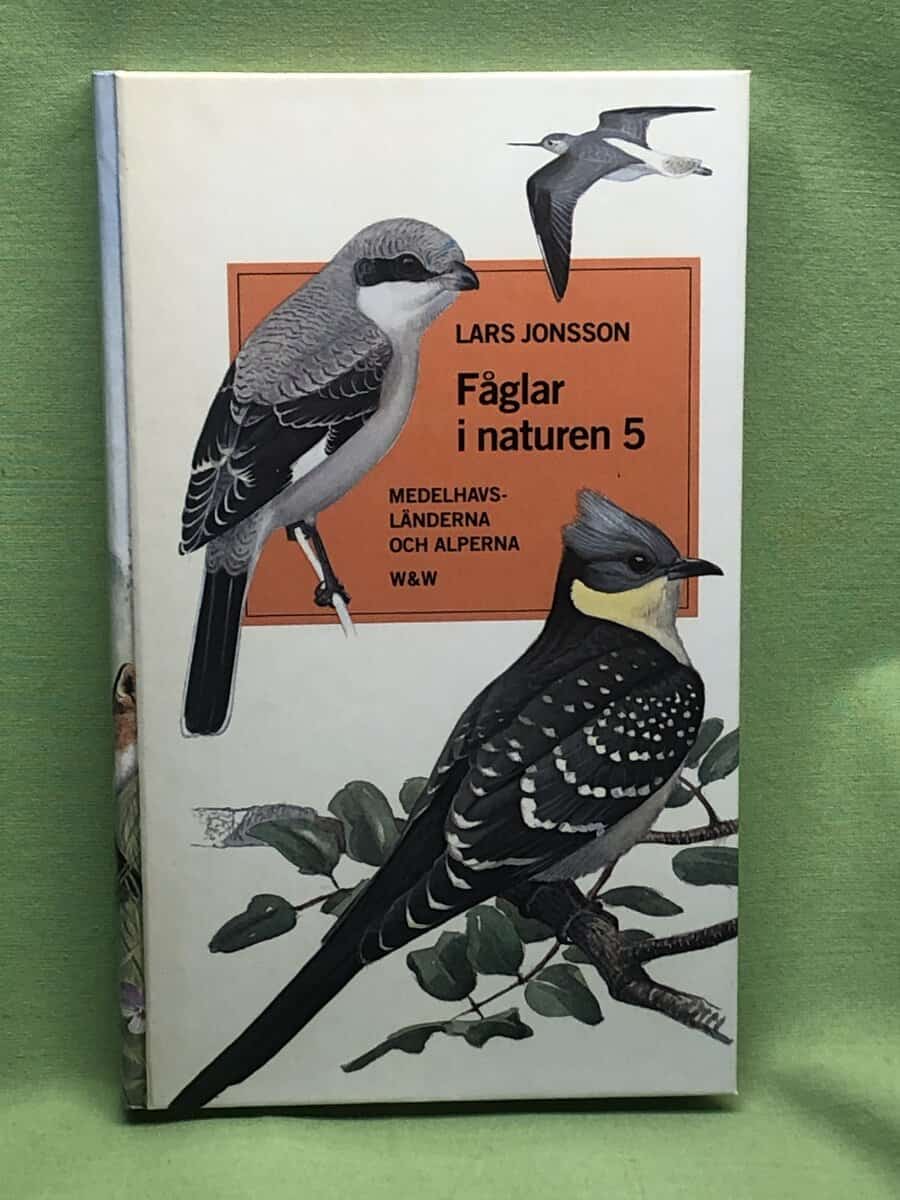 LARS JONSSON
Fåglar
i naturen 5
MEDELHAVS-
LÄNDERNA
OCH ALPERNA
W&W